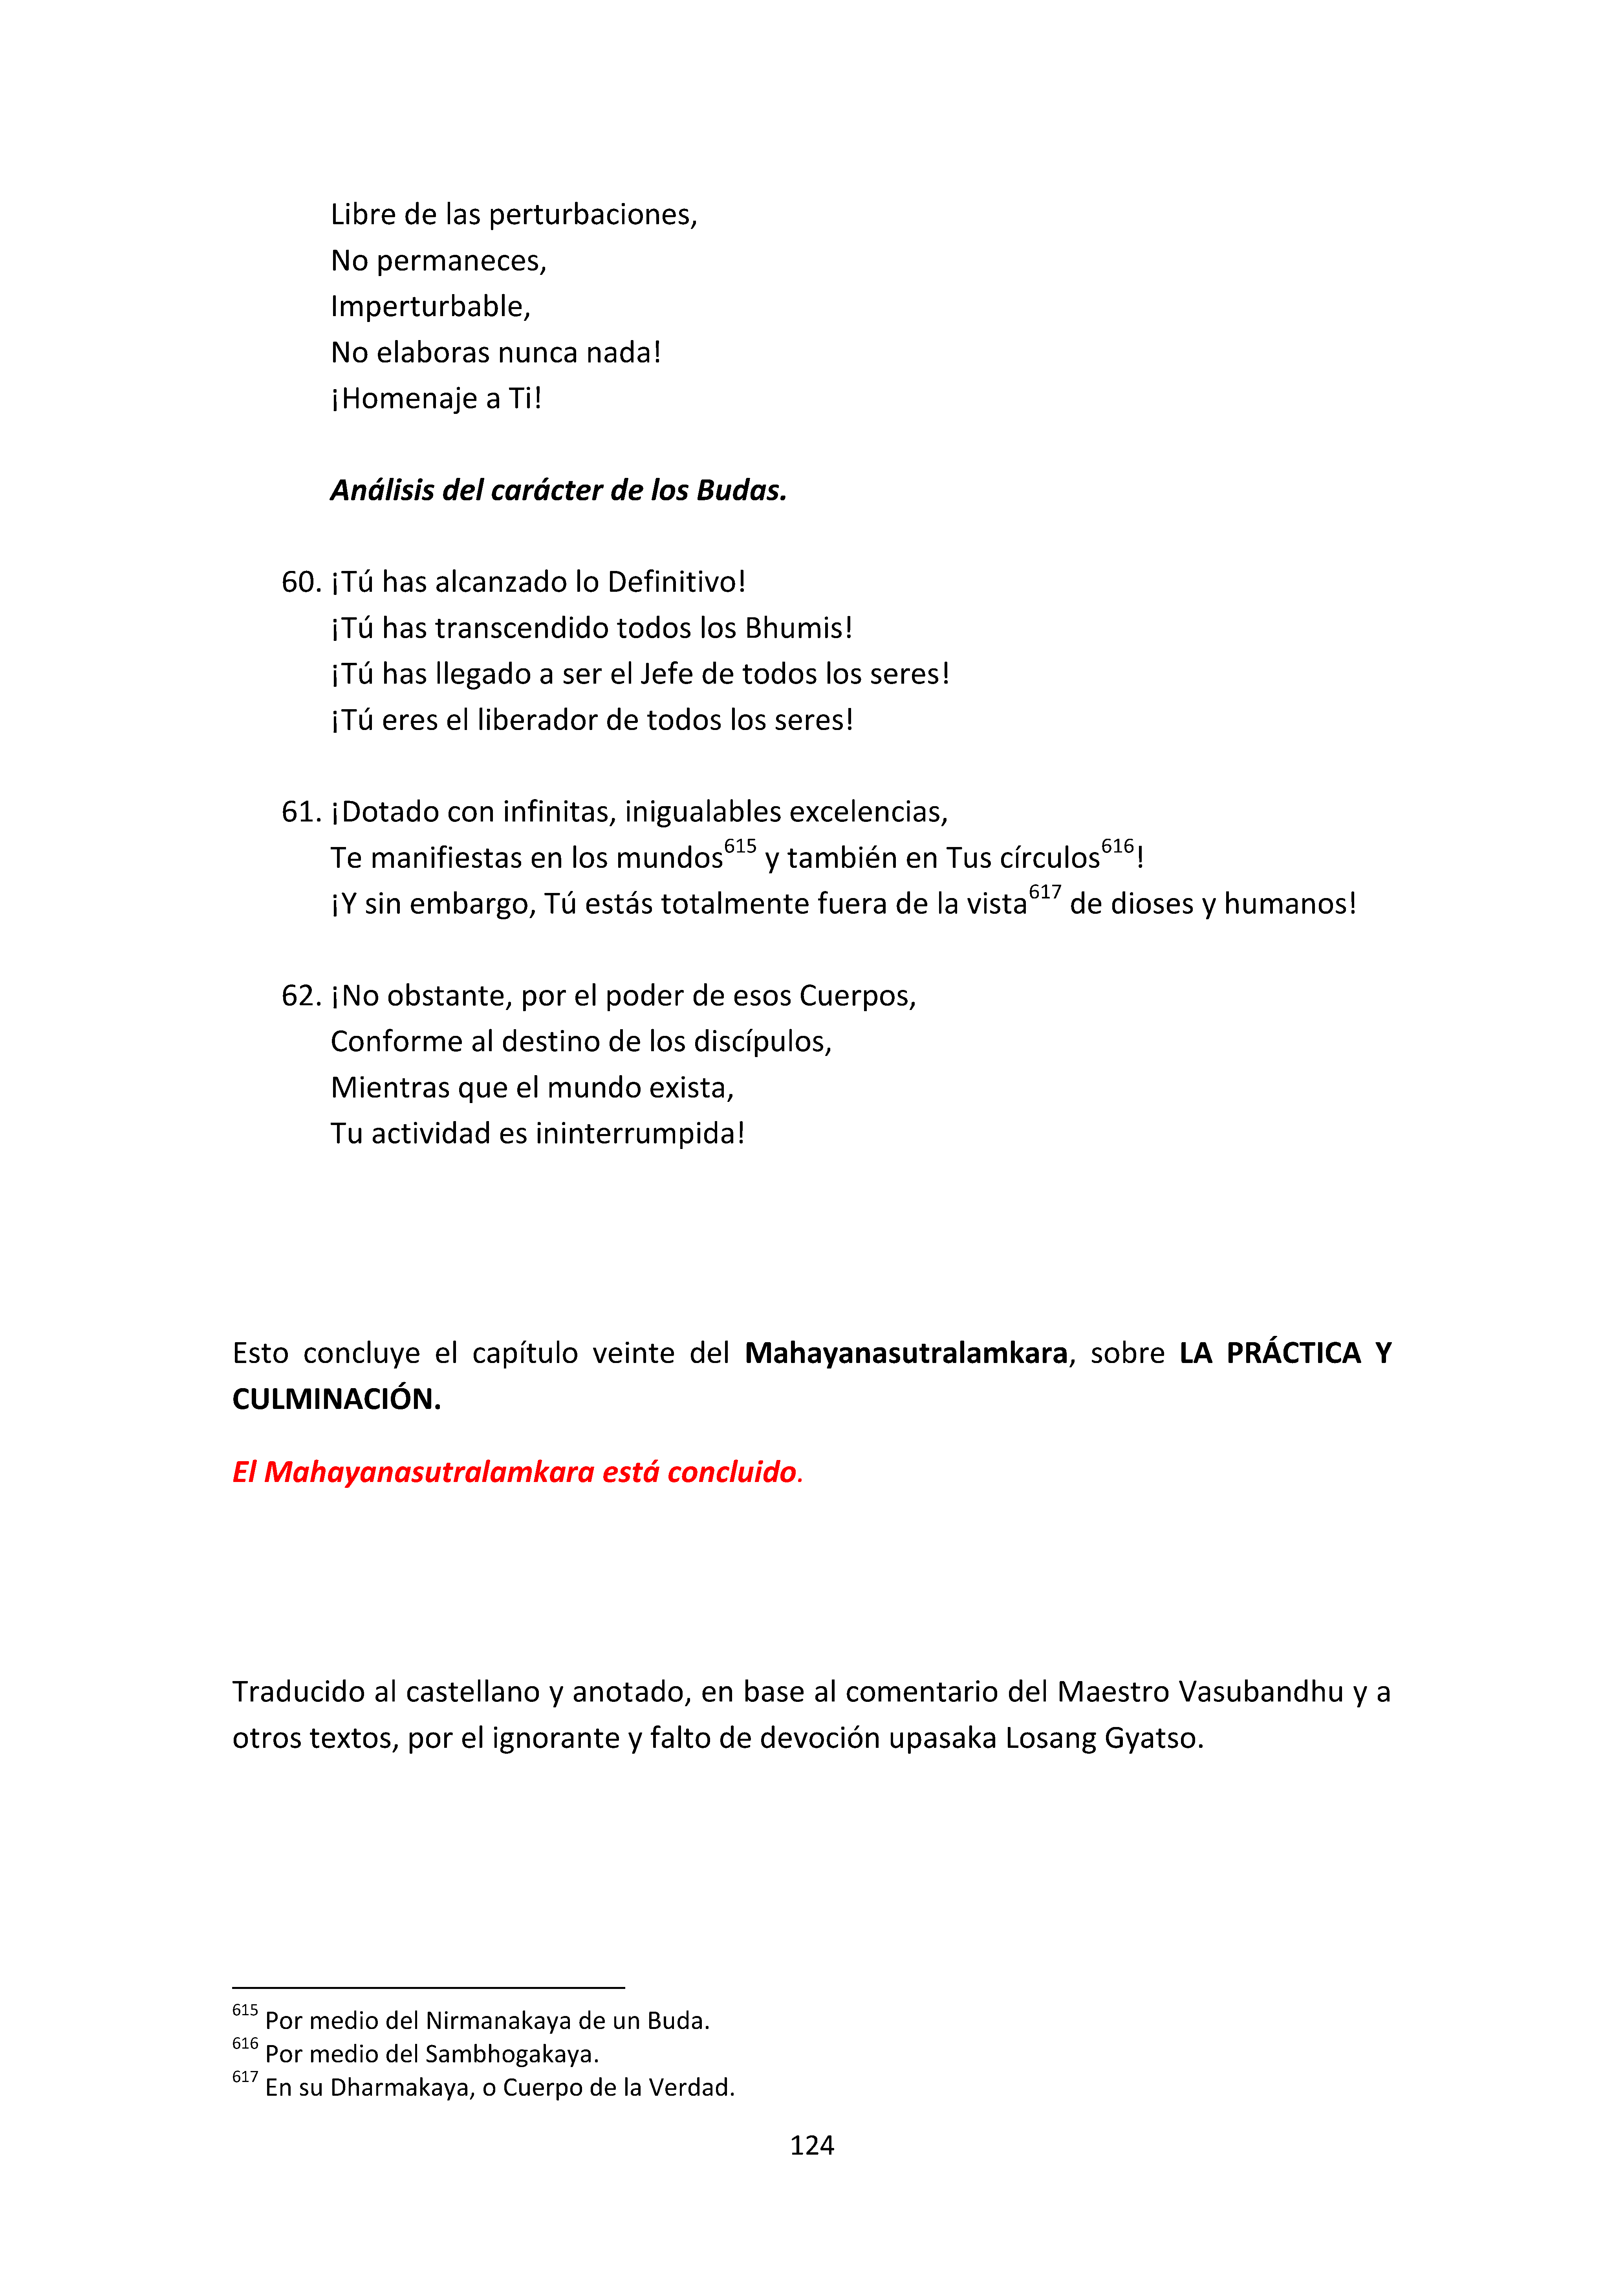 Libre de las perturbaciones,
No permaneces,
Imperturbable,
No elaboras nunca nada!
¡Homenaje a Ti!
Análisis del carácter de los Budas.
60. ¡Tú has alcanzado lo Definitivo!
¡Tú has transcendido todos los Bhumis!
¡Tú has llegado a ser el Jefe de todos los seres!
¡Tú eres el liberador de todos los seres!
61. ¡Dotado con infinitas, inigualables excelencias,
Te manifiestas en los mundos615 y también en Tus círculos616!
¡Y sin embargo, Tú estás totalmente fuera de la vista617 de dioses y humanos!
62. ¡No obstante, por el poder de esos Cuerpos,
Conforme al destino de los discípulos,
Mientras que el mundo exista,
Tu actividad es ininterrumpida!
Esto concluye el capítulo veinte del Mahayanasutralamkara, sobre LA PRÁCTICA Y
CULMINACIÓN.
El Mahayanasutralamkara está concluido.
Traducido al castellano y anotado, en base al comentario del Maestro Vasubandhu y a
otros textos, por el ignorante y falto de devoción upasaka Losang Gyatso.
615 Por medio del Nirmanakaya de un Buda.
616 Por medio del Sambhogakaya.
617 En su Dharmakaya, o Cuerpo de la Verdad.
124